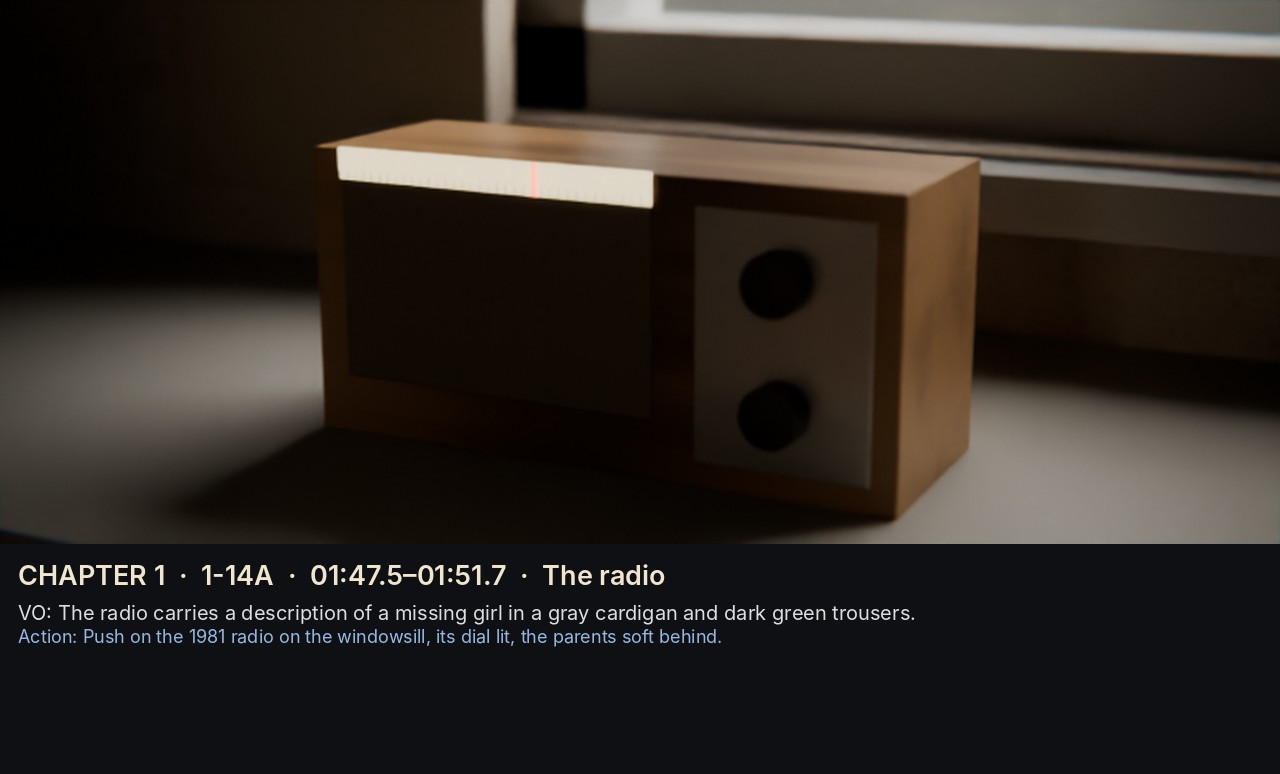 CHAPTER 1 · 1-14A · 01:47.5–01:51.7 · The radio
VO: The radio carries a description of a missing girl in a gray cardigan and dark green trousers.
Action: Push on the 1981 radio on the windowsill, its dial lit, the parents soft behind.